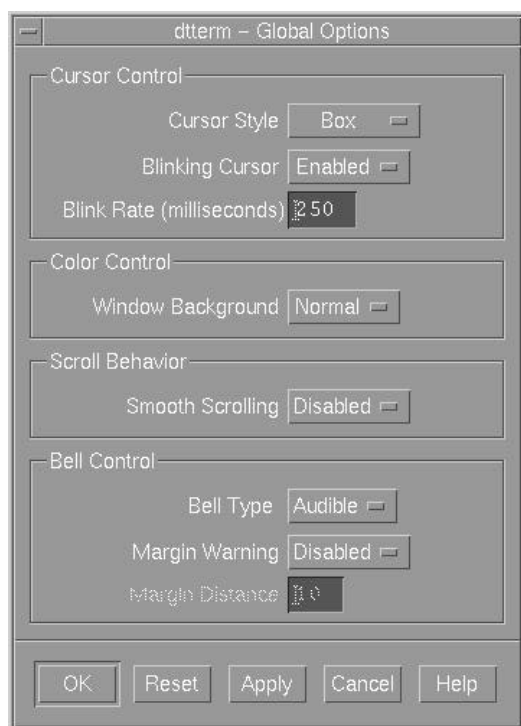 dtterm – Global Options
Cursor Control
Cursor Style Box
Blinking Cursor Enabled
Blink Rate (milliseconds) 250
Color Control
Window Background Normal
Scroll Behavior
Smooth Scrolling Disabled
Bell Control
Bell Type Audible
Margin Warning Disabled
Margin Distance 10
OK Reset Apply Cancel Help